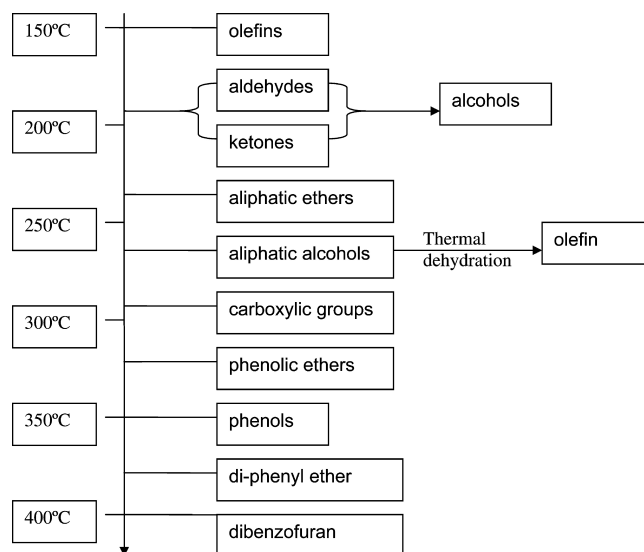 150ºC
olefins
aldehydes
alcohols
200ºC
ketones
aliphatic ethers
250ºC
aliphatic alcohols
Thermal
dehydration
olefin
carboxylic groups
300ºC
phenolic ethers
350ºC
phenols
di-phenyl ether
400ºC
dibenzofuran